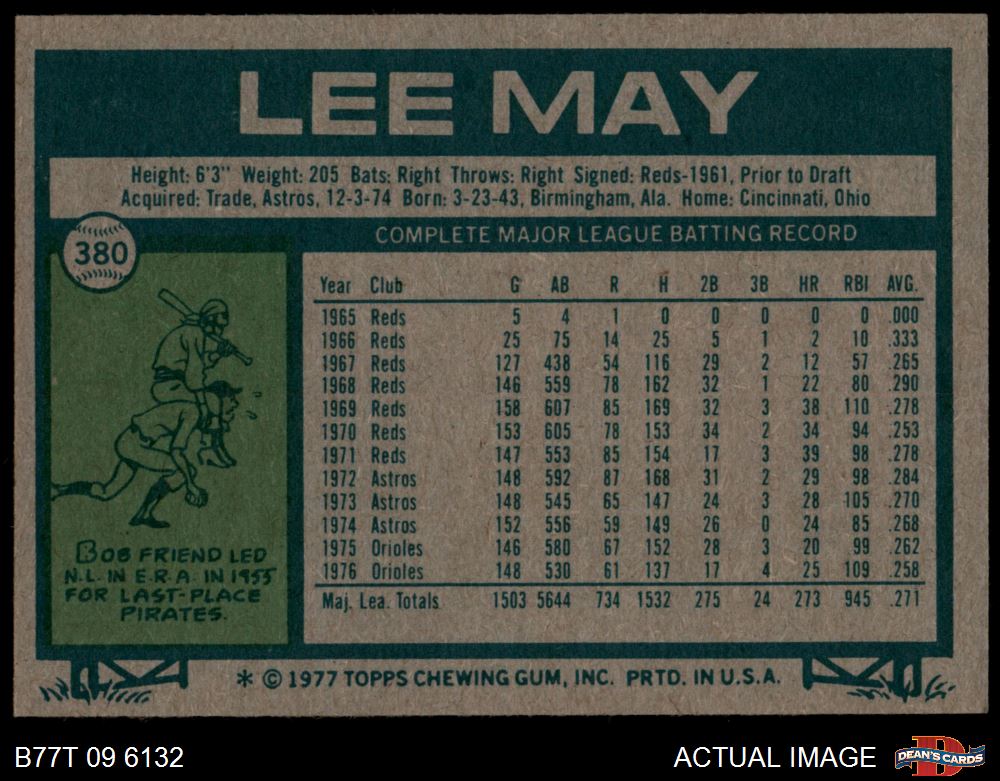 LEE MAY
Height: 6'3" Weight: 205 Bats: Right Throws: Right Signed: Reds-1961, Prior to Draft
Acquired: Trade, Astros, 12-3-74 Born: 3-23-43, Birmingham, Ala. Home: Cincinnati, Ohio
380
COMPLETE MAJOR LEAGUE BATTING RECORD
Year Club G AB R H 2B 3B HR RBI AVG.
1965 Reds 5 4 1 0 0 0 0 0 .000
1966 Reds 25 75 14 25 5 1 2 10 .333
1967 Reds 127 438 54 116 29 2 12 57 .265
1968 Reds 146 559 78 162 32 1 22 80 .290
1969 Reds 158 607 85 169 32 3 38 110 .278
1970 Reds 153 605 78 153 34 2 34 94 .253
1971 Reds 147 553 85 154 17 3 39 98 .278
1972 Astros 148 592 87 168 31 2 29 98 .284
1973 Astros 148 545 65 147 24 3 28 105 .270
1974 Astros 152 556 59 149 26 0 24 85 .268
1975 Orioles 146 580 67 152 28 3 20 99 .262
1976 Orioles 148 530 61 137 17 4 25 109 .258
Maj. Lea. Totals 1503 5644 734 1532 275 24 273 945 .271
BOB FRIEND LED
N.L. IN E.R.A. IN 1955
FOR LAST-PLACE
PIRATES.
* © 1977 TOPPS CHEWING GUM, INC. PRTD. IN U.S.A.
B77T 09 6132
ACTUAL IMAGE
D
DEAN'S CARDS